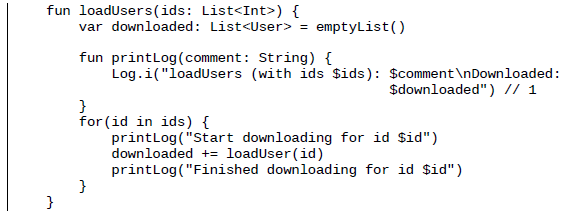 fun loadUsers(ids: List<Int>) {
    var downloaded: List<User> = emptyList()

    fun printLog(comment: String) {
        Log.i("loadUsers (with ids $ids): $comment\nDownloaded:
                                          $downloaded") // 1
    }
    for(id in ids) {
        printLog("Start downloading for id $id")
        downloaded += loadUser(id)
        printLog("Finished downloading for id $id")
    }
}